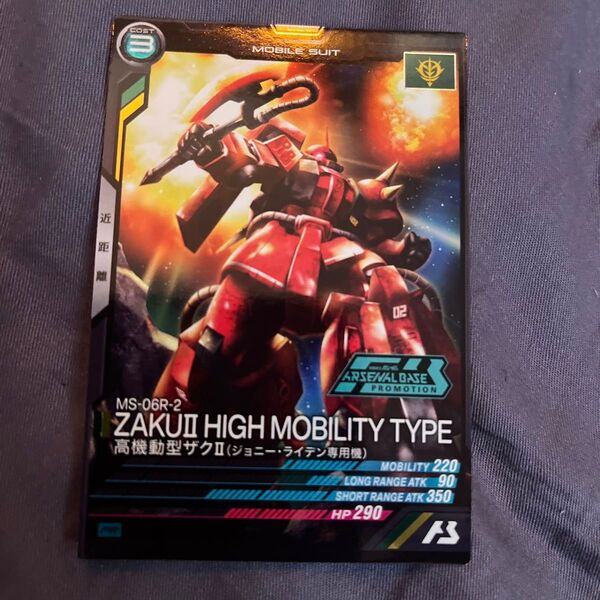 COST
3
MOBILE SUIT
近距離
02
ARSENAL BASE
PROMOTION
MS-06R-2
ZAKUⅡ HIGH MOBILITY TYPE
高機動型ザクⅡ(ジョニー・ライデン専用機)
MOBILITY 220
LONG RANGE ATK 90
SHORT RANGE ATK 350
HP 290
PR